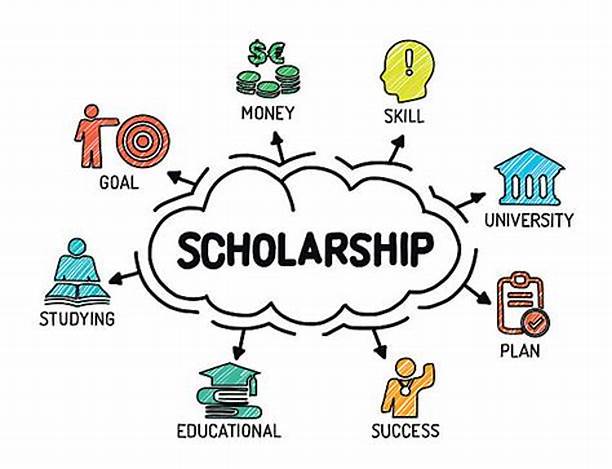 $€
MONEY
SKILL
GOAL
UNIVERSITY
SCHOLARSHIP
STUDYING
PLAN
EDUCATIONAL
SUCCESS